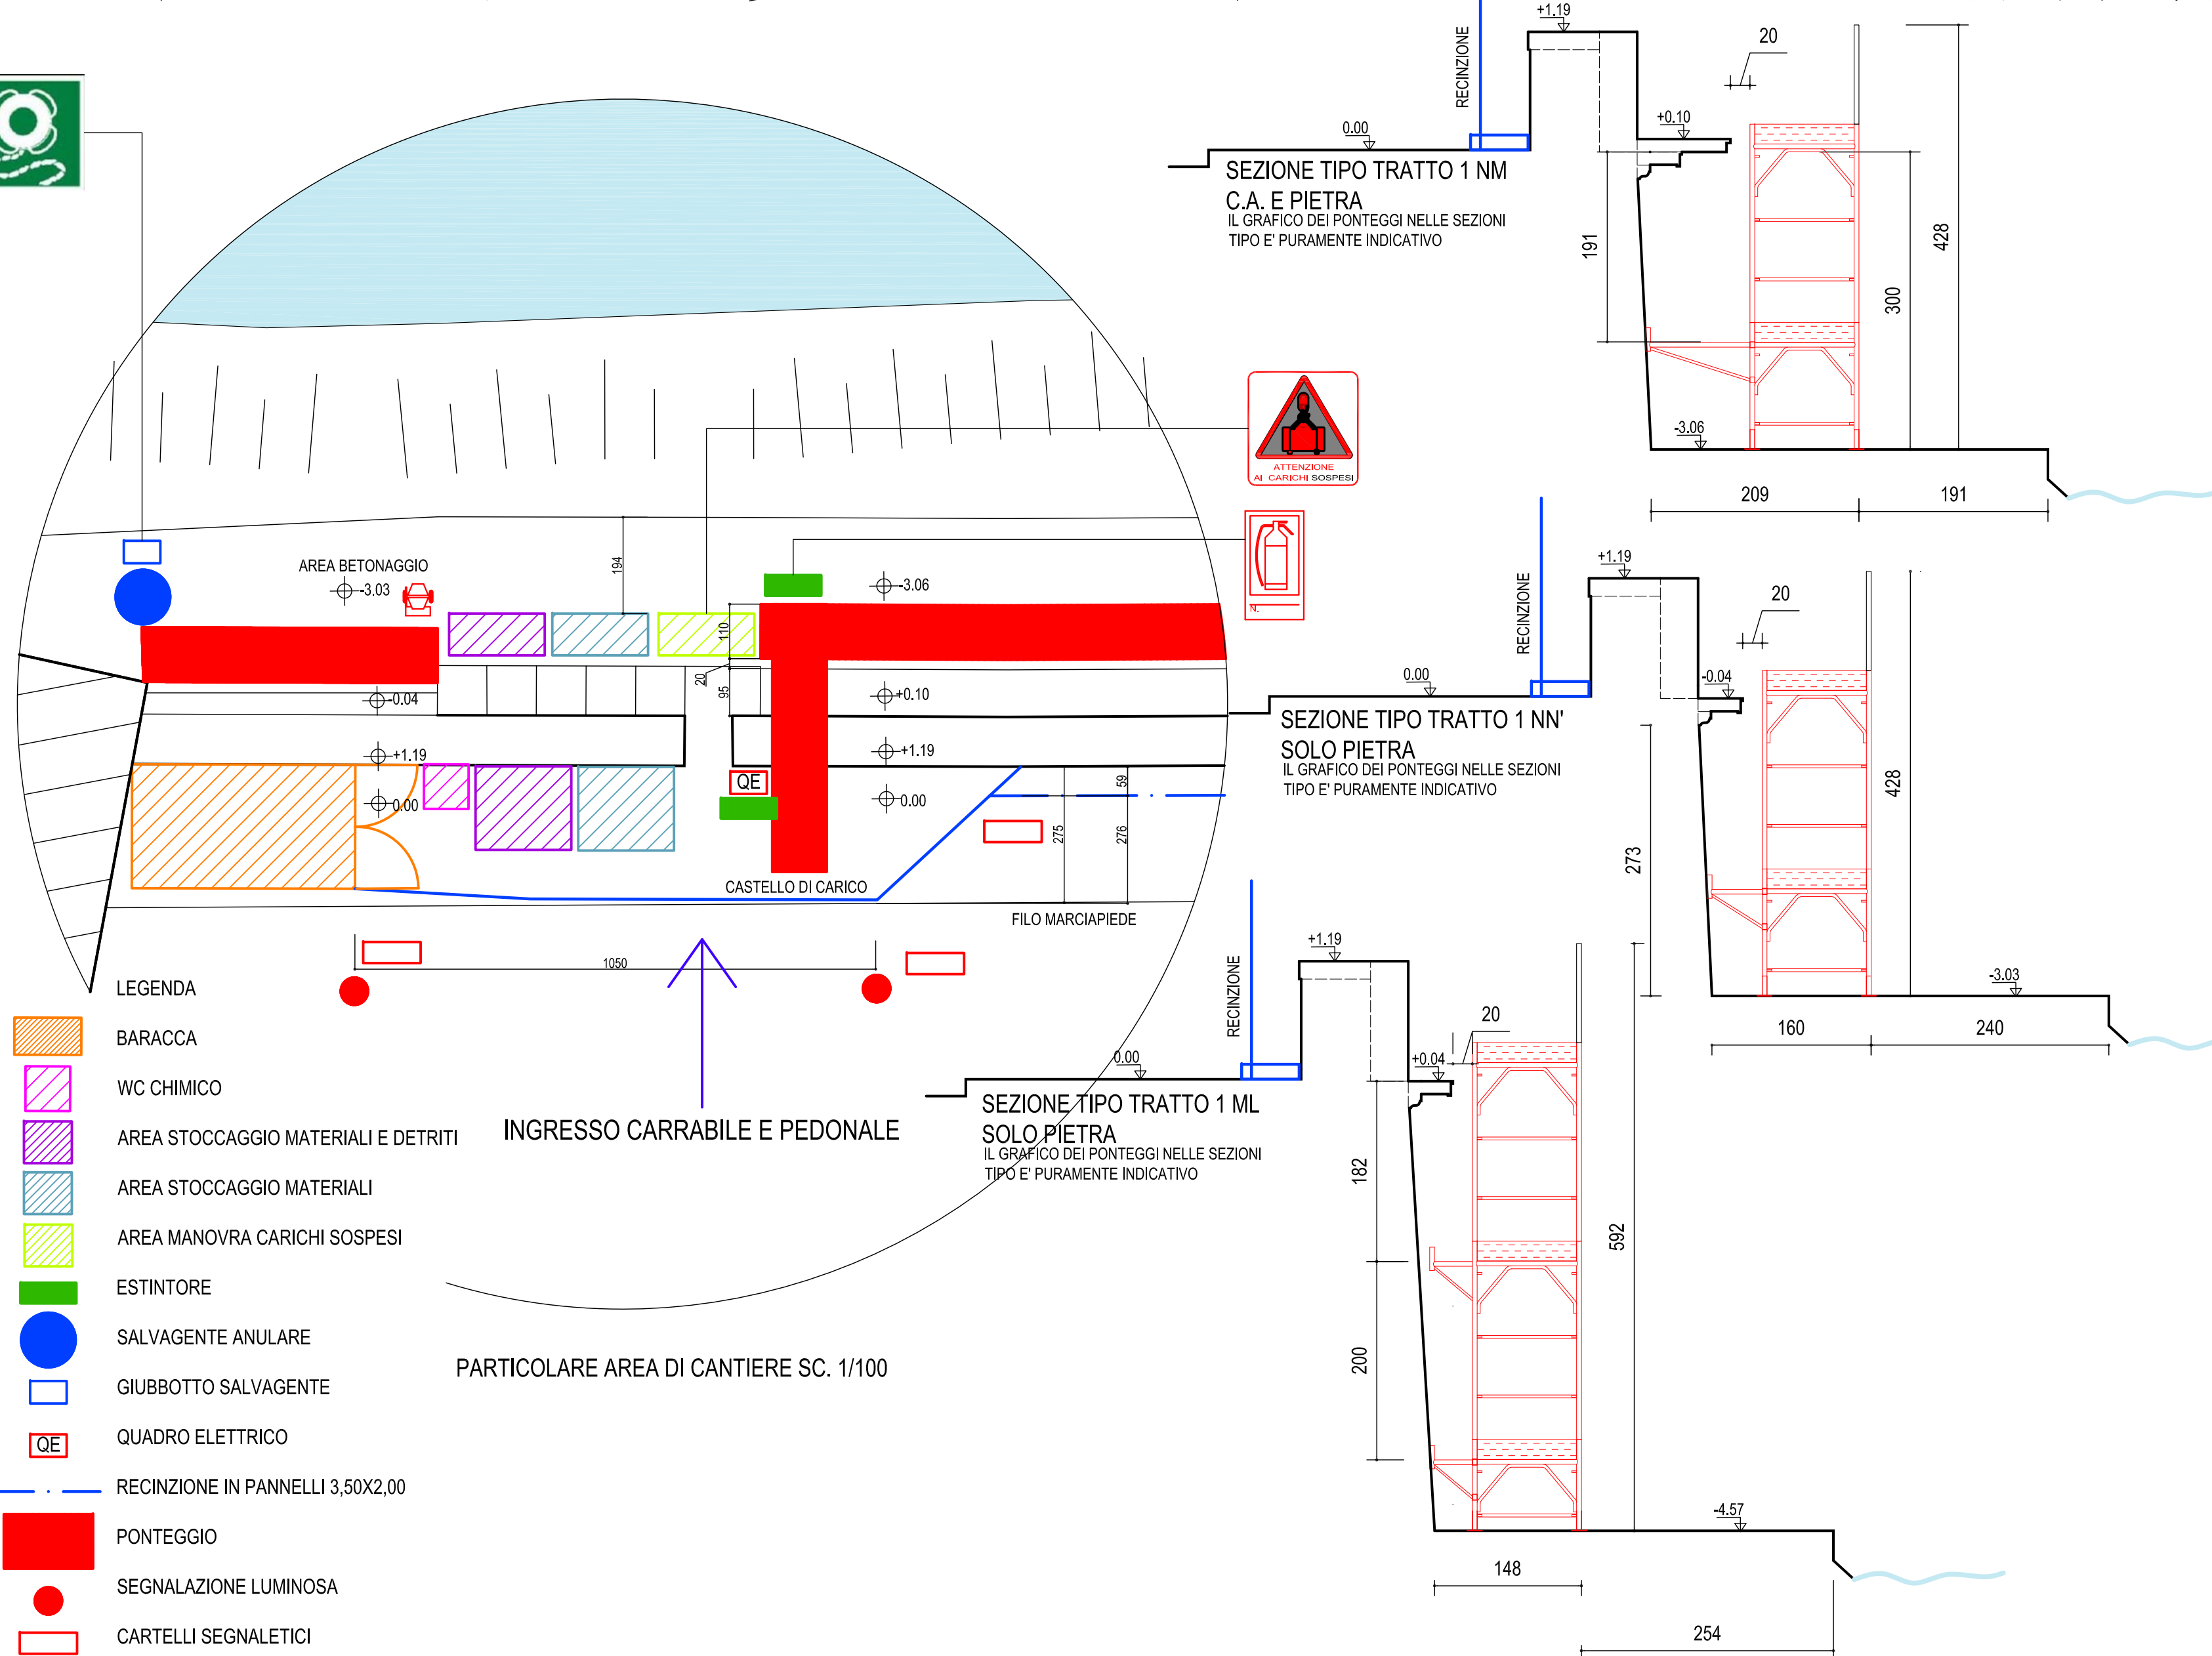 +1.19
20
RECINZIONE
0.00
+0.10
SEZIONE TIPO TRATTO 1 NM
C.A. E PIETRA
IL GRAFICO DEI PONTEGGI NELLE SEZIONI
TIPO E' PURAMENTE INDICATIVO
191
428
300
-3.06
209
191
ATTENZIONE
AI CARICHI SOSPESI
N.
AREA BETONAGGIO
-3.03
194
-3.06
110
20
95
-0.04
+0.10
+1.19
+1.19
QE
0.00
0.00
59
275
276
CASTELLO DI CARICO
FILO MARCIAPIEDE
1050
INGRESSO CARRABILE E PEDONALE
PARTICOLARE AREA DI CANTIERE SC. 1/100
+1.19
20
RECINZIONE
0.00
-0.04
SEZIONE TIPO TRATTO 1 NN'
SOLO PIETRA
IL GRAFICO DEI PONTEGGI NELLE SEZIONI
TIPO E' PURAMENTE INDICATIVO
428
273
-3.03
160
240
+1.19
20
RECINZIONE
0.00
+0.04
SEZIONE TIPO TRATTO 1 ML
SOLO PIETRA
IL GRAFICO DEI PONTEGGI NELLE SEZIONI
TIPO E' PURAMENTE INDICATIVO
182
592
200
-4.57
148
254
LEGENDA
BARACCA
WC CHIMICO
AREA STOCCAGGIO MATERIALI E DETRITI
AREA STOCCAGGIO MATERIALI
AREA MANOVRA CARICHI SOSPESI
ESTINTORE
SALVAGENTE ANULARE
GIUBBOTTO SALVAGENTE
QE
QUADRO ELETTRICO
RECINZIONE IN PANNELLI 3,50X2,00
PONTEGGIO
SEGNALAZIONE LUMINOSA
CARTELLI SEGNALETICI